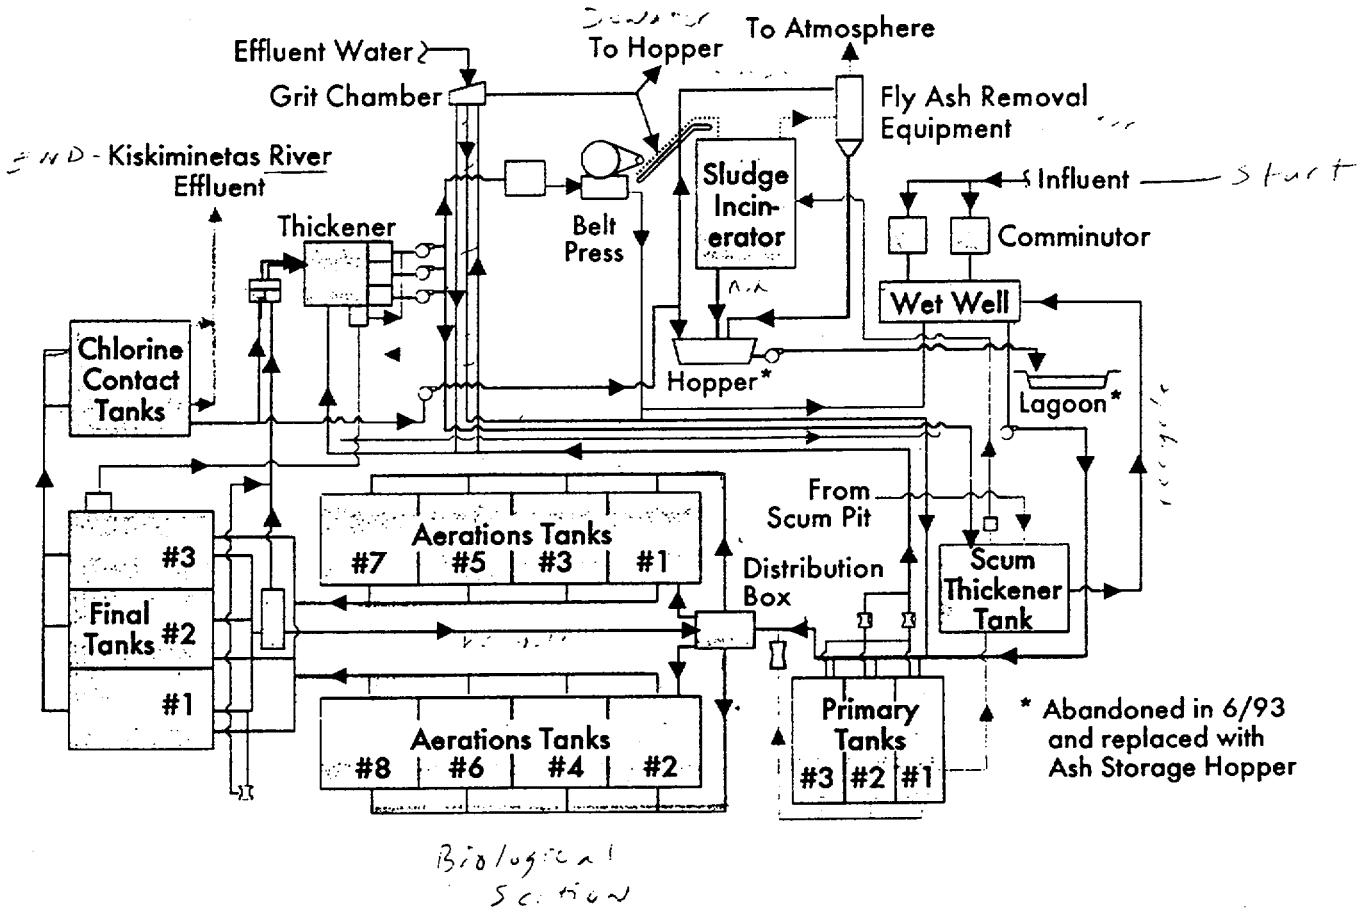 To Atmosphere
Effluent Water
To Hopper
Grit Chamber
Fly Ash Removal
Equipment
END - Kiskiminetas River
Effluent
Influent
Start
Sludge
Incin-
erator
Thickener
Belt
Press
Comminutor
Wet Well
Chlorine
Contact
Tanks
Hopper*
Lagoon*
recycle
From
Scum Pit
Aerations Tanks
#7 #5 #3 #1
#3
Final
Tanks #2
#1
Distribution
Box
Scum
Thickener
Tank
Aerations Tanks
#8 #6 #4 #2
Primary
Tanks
#3 #2 #1
* Abandoned in 6/93
and replaced with
Ash Storage Hopper
Biological
Section